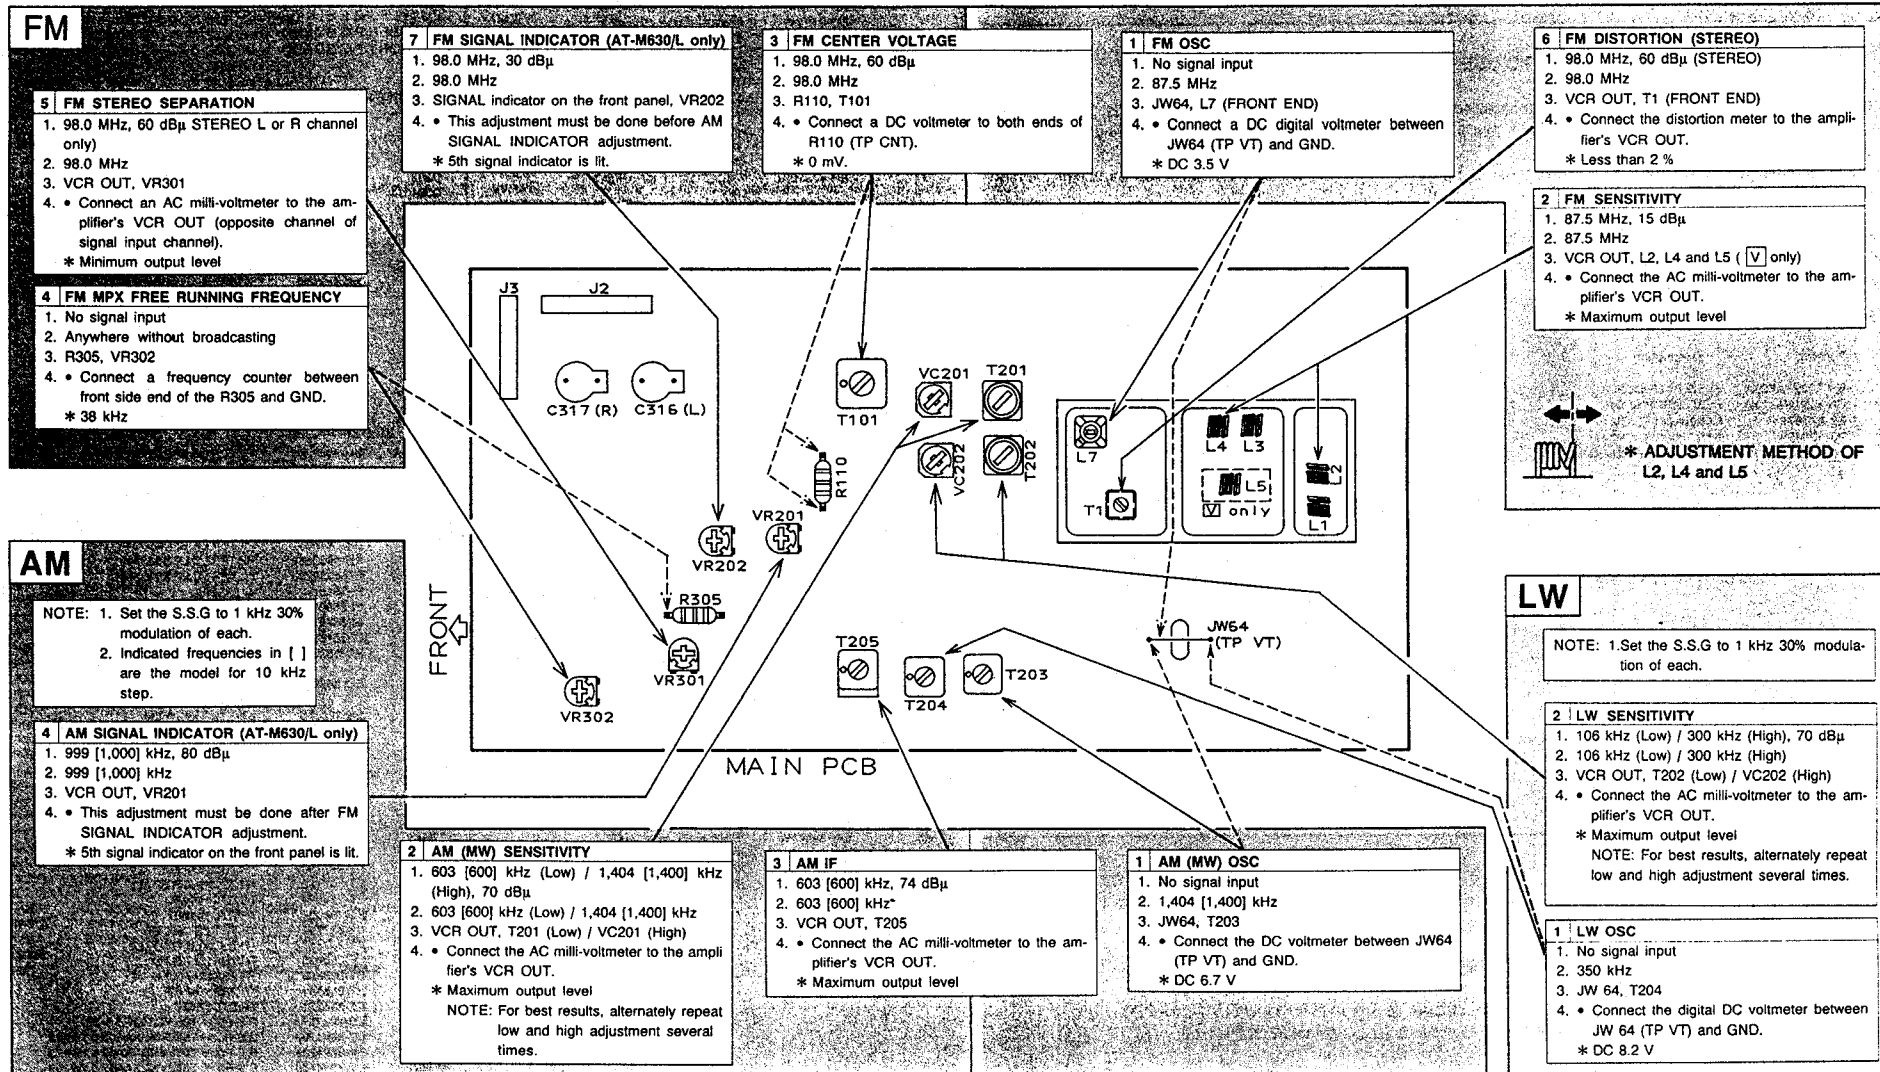 FM
5 FM STEREO SEPARATION
1. 98.0 MHz, 60 dBµ STEREO L or R channel
only)
2. 98.0 MHz
3. VCR OUT, VR301
4. • Connect an AC milli-voltmeter to the am-
plifier's VCR OUT (opposite channel of
signal input channel).
* Minimum output level
4 FM MPX FREE RUNNING FREQUENCY
1. No signal input
2. Anywhere without broadcasting
3. R305, VR302
4. • Connect a frequency counter between
front side end of the R305 and GND.
* 38 kHz
7 FM SIGNAL INDICATOR (AT-M630/L only)
1. 98.0 MHz, 30 dBµ
2. 98.0 MHz
3. SIGNAL indicator on the front panel, VR202
4. • This adjustment must be done before AM
SIGNAL INDICATOR adjustment.
* 5th signal indicator is lit.
3 FM CENTER VOLTAGE
1. 98.0 MHz, 60 dBµ
2. 98.0 MHz
3. R110, T101
4. • Connect a DC voltmeter to both ends of
R110 (TP CNT).
* 0 mV.
1 FM OSC
1. No signal input
2. 87.5 MHz
3. JW64, L7 (FRONT END)
4. • Connect a DC digital voltmeter between
JW64 (TP VT) and GND.
* DC 3.5 V
6 FM DISTORTION (STEREO)
1. 98.0 MHz, 60 dBµ (STEREO)
2. 98.0 MHz
3. VCR OUT, T1 (FRONT END)
4. • Connect the distortion meter to the ampli-
fier's VCR OUT.
* Less than 2 %
2 FM SENSITIVITY
1. 87.5 MHz, 15 dBµ
2. 87.5 MHz
3. VCR OUT, L2, L4 and L5 ( V only)
4. • Connect the AC milli-voltmeter to the am-
plifier's VCR OUT.
* Maximum output level
* ADJUSTMENT METHOD OF
L2, L4 and L5
J3
J2
C317 (R)
C316 (L)
T101
VC201
T201
VC202
T202
R110
VR201
VR202
R305
VR301
VR302
L7
T1
L4
L3
L5
V only
L2
L1
T205
T204
T203
JW64
(TP VT)
FRONT
MAIN PCB
AM
NOTE: 1. Set the S.S.G to 1 kHz 30%
modulation of each.
2. Indicated frequencies in [ ]
are the model for 10 kHz
step.
4 AM SIGNAL INDICATOR (AT-M630/L only)
1. 999 [1,000] kHz, 80 dBµ
2. 999 [1,000] kHz
3. VCR OUT, VR201
4. • This adjustment must be done after FM
SIGNAL INDICATOR adjustment.
* 5th signal indicator on the front panel is lit.
2 AM (MW) SENSITIVITY
1. 603 [600] kHz (Low) / 1,404 [1,400] kHz
(High), 70 dBµ
2. 603 [600] kHz (Low) / 1,404 [1,400] kHz
3. VCR OUT, T201 (Low) / VC201 (High)
4. • Connect the AC milli-voltmeter to the ampli
fier's VCR OUT.
* Maximum output level
NOTE: For best results, alternately repeat
low and high adjustment several
times.
3 AM IF
1. 603 [600] kHz, 74 dBµ
2. 603 [600] kHz
3. VCR OUT, T205
4. • Connect the AC milli-voltmeter to the am-
plifier's VCR OUT.
* Maximum output level
1 AM (MW) OSC
1. No signal input
2. 1,404 [1,400] kHz
3. JW64, T203
4. • Connect the DC voltmeter between JW64
(TP VT) and GND.
* DC 6.7 V
LW
NOTE: 1.Set the S.S.G to 1 kHz 30% modula-
tion of each.
2 LW SENSITIVITY
1. 106 kHz (Low) / 300 kHz (High), 70 dBµ
2. 106 kHz (Low) / 300 kHz (High)
3. VCR OUT, T202 (Low) / VC202 (High)
4. • Connect the AC milli-voltmeter to the am-
plifier's VCR OUT.
* Maximum output level
NOTE: For best results, alternately repeat
low and high adjustment several times.
1 LW OSC
1. No signal input
2. 350 kHz
3. JW 64, T204
4. • Connect the digital DC voltmeter between
JW 64 (TP VT) and GND.
* DC 8.2 V